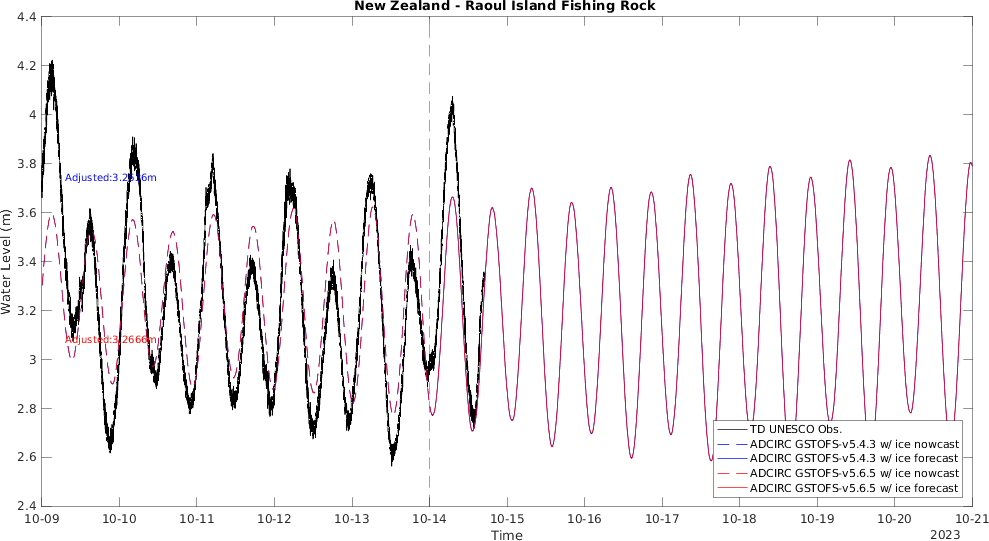 New Zealand - Raoul Island Fishing Rock
4.4
4.2
4
3.8
3.6
3.4
3.2
3
2.8
2.6
2.4
Water Level (m)
Adjusted:3.2616m
Adjusted:3.2666m
TD UNESCO Obs.
ADCIRC GSTOFS-v5.4.3 w/ ice nowcast
ADCIRC GSTOFS-v5.4.3 w/ ice forecast
ADCIRC GSTOFS-v5.6.5 w/ ice nowcast
ADCIRC GSTOFS-v5.6.5 w/ ice forecast
10-09 10-10 10-11 10-12 10-13 10-14 10-15 10-16 10-17 10-18 10-19 10-20 10-21
Time
2023